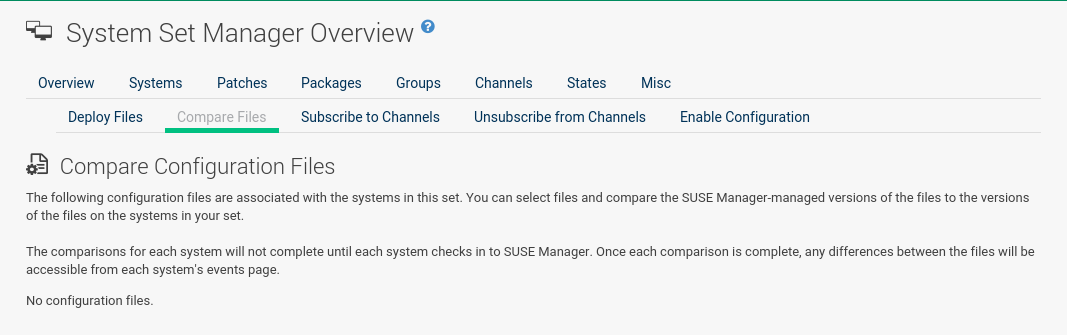 System Set Manager Overview ?
Overview Systems Patches Packages Groups Channels States Misc
Deploy Files Compare Files Subscribe to Channels Unsubscribe from Channels Enable Configuration
Compare Configuration Files
The following configuration files are associated with the systems in this set. You can select files and compare the SUSE Manager-managed versions of the files to the versions
of the files on the systems in your set.
The comparisons for each system will not complete until each system checks in to SUSE Manager. Once each comparison is complete, any differences between the files will be
accessible from each system's events page.
No configuration files.